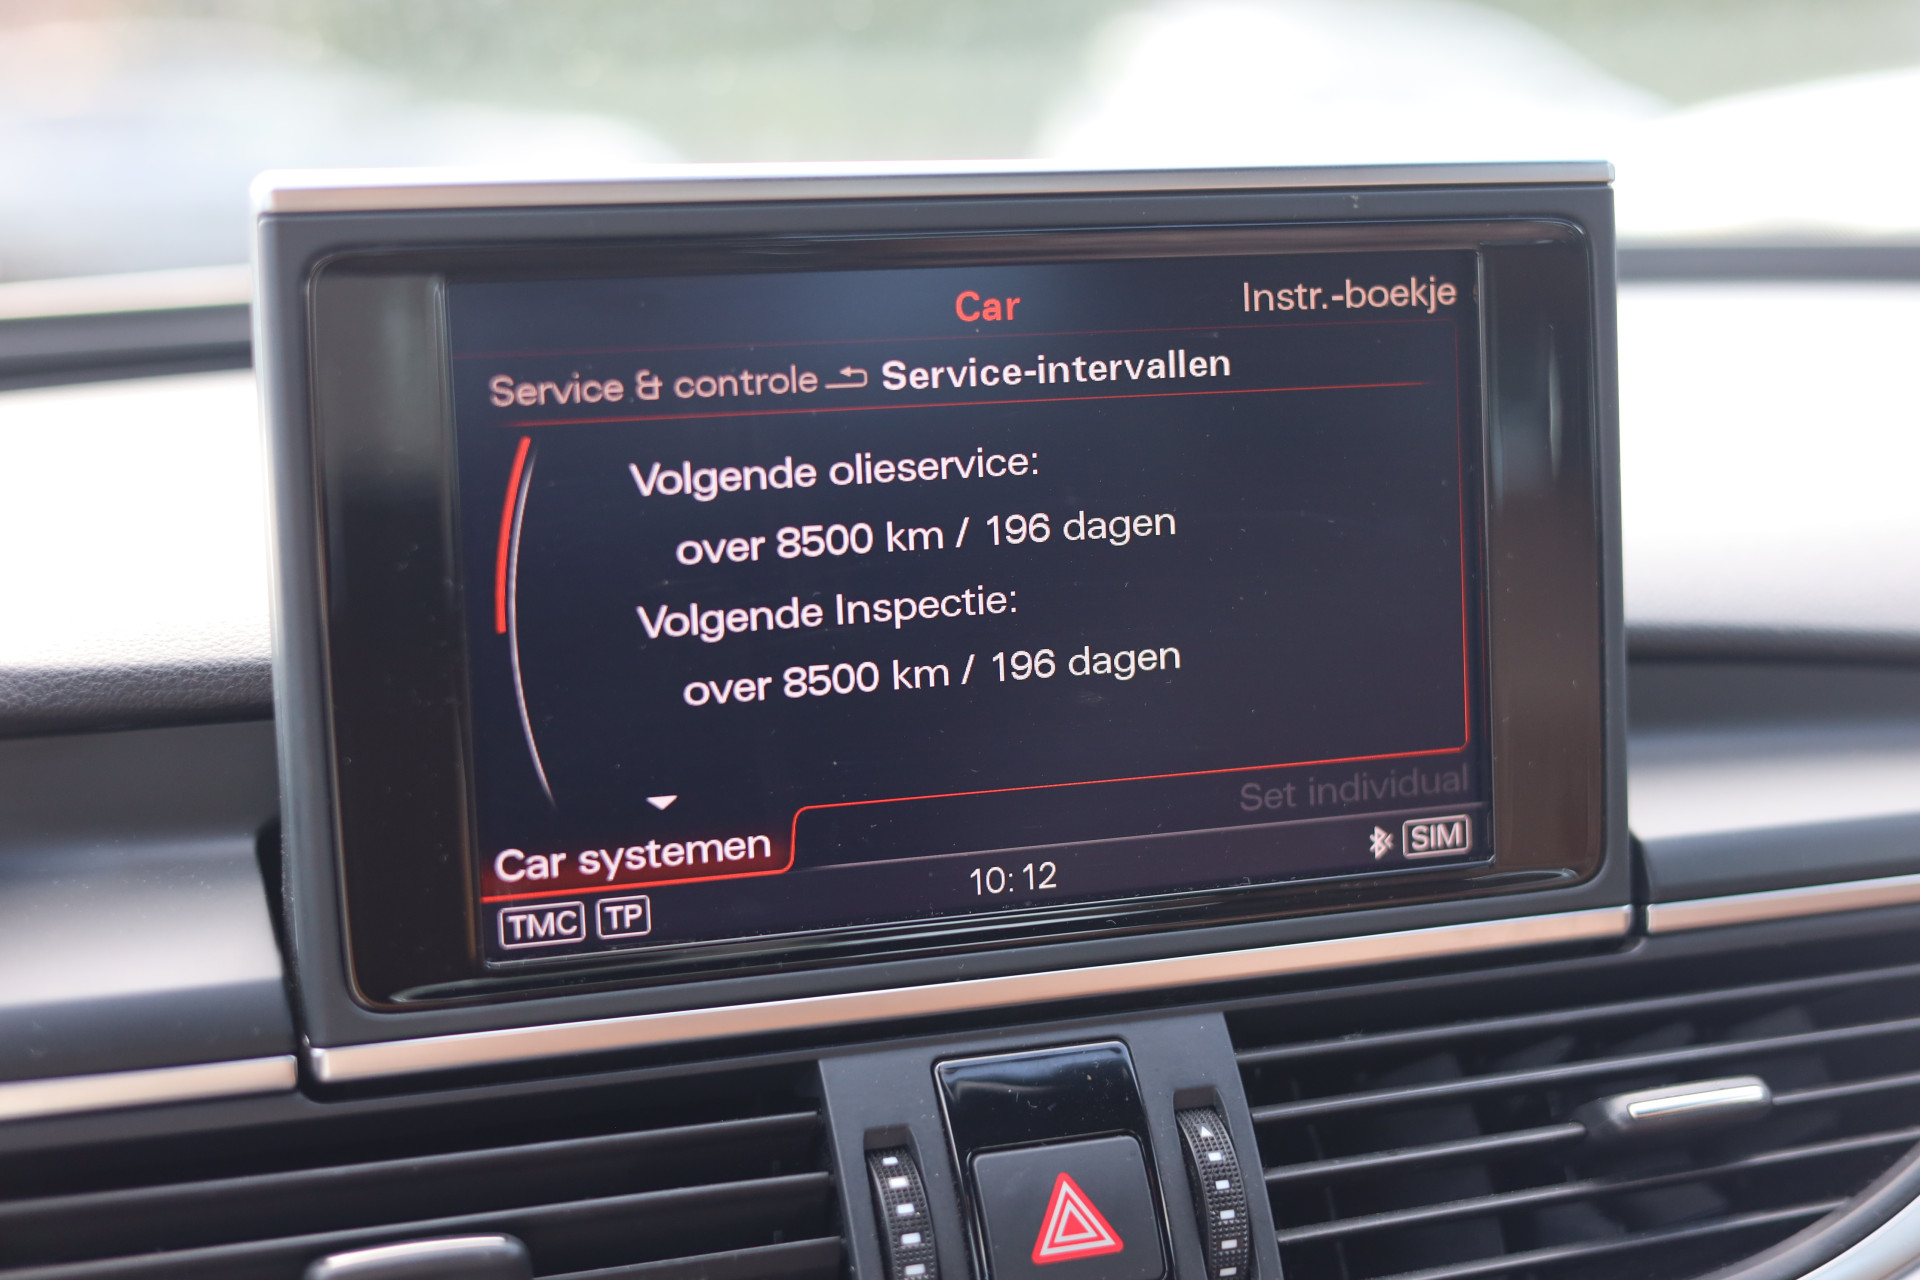 Car
Instr.-boekje
Service & controle Service-intervallen
Volgende olieservice:
over 8500 km / 196 dagen
Volgende Inspectie:
over 8500 km / 196 dagen
Set individual
Car systemen
10:12
SIM
TMC TP